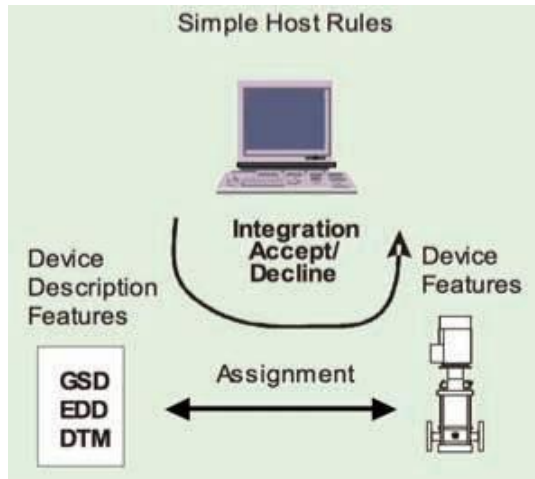 Simple Host Rules
Integration
Accept/
Decline
Device
Description
Features
Device
Features
GSD
EDD
DTM
Assignment